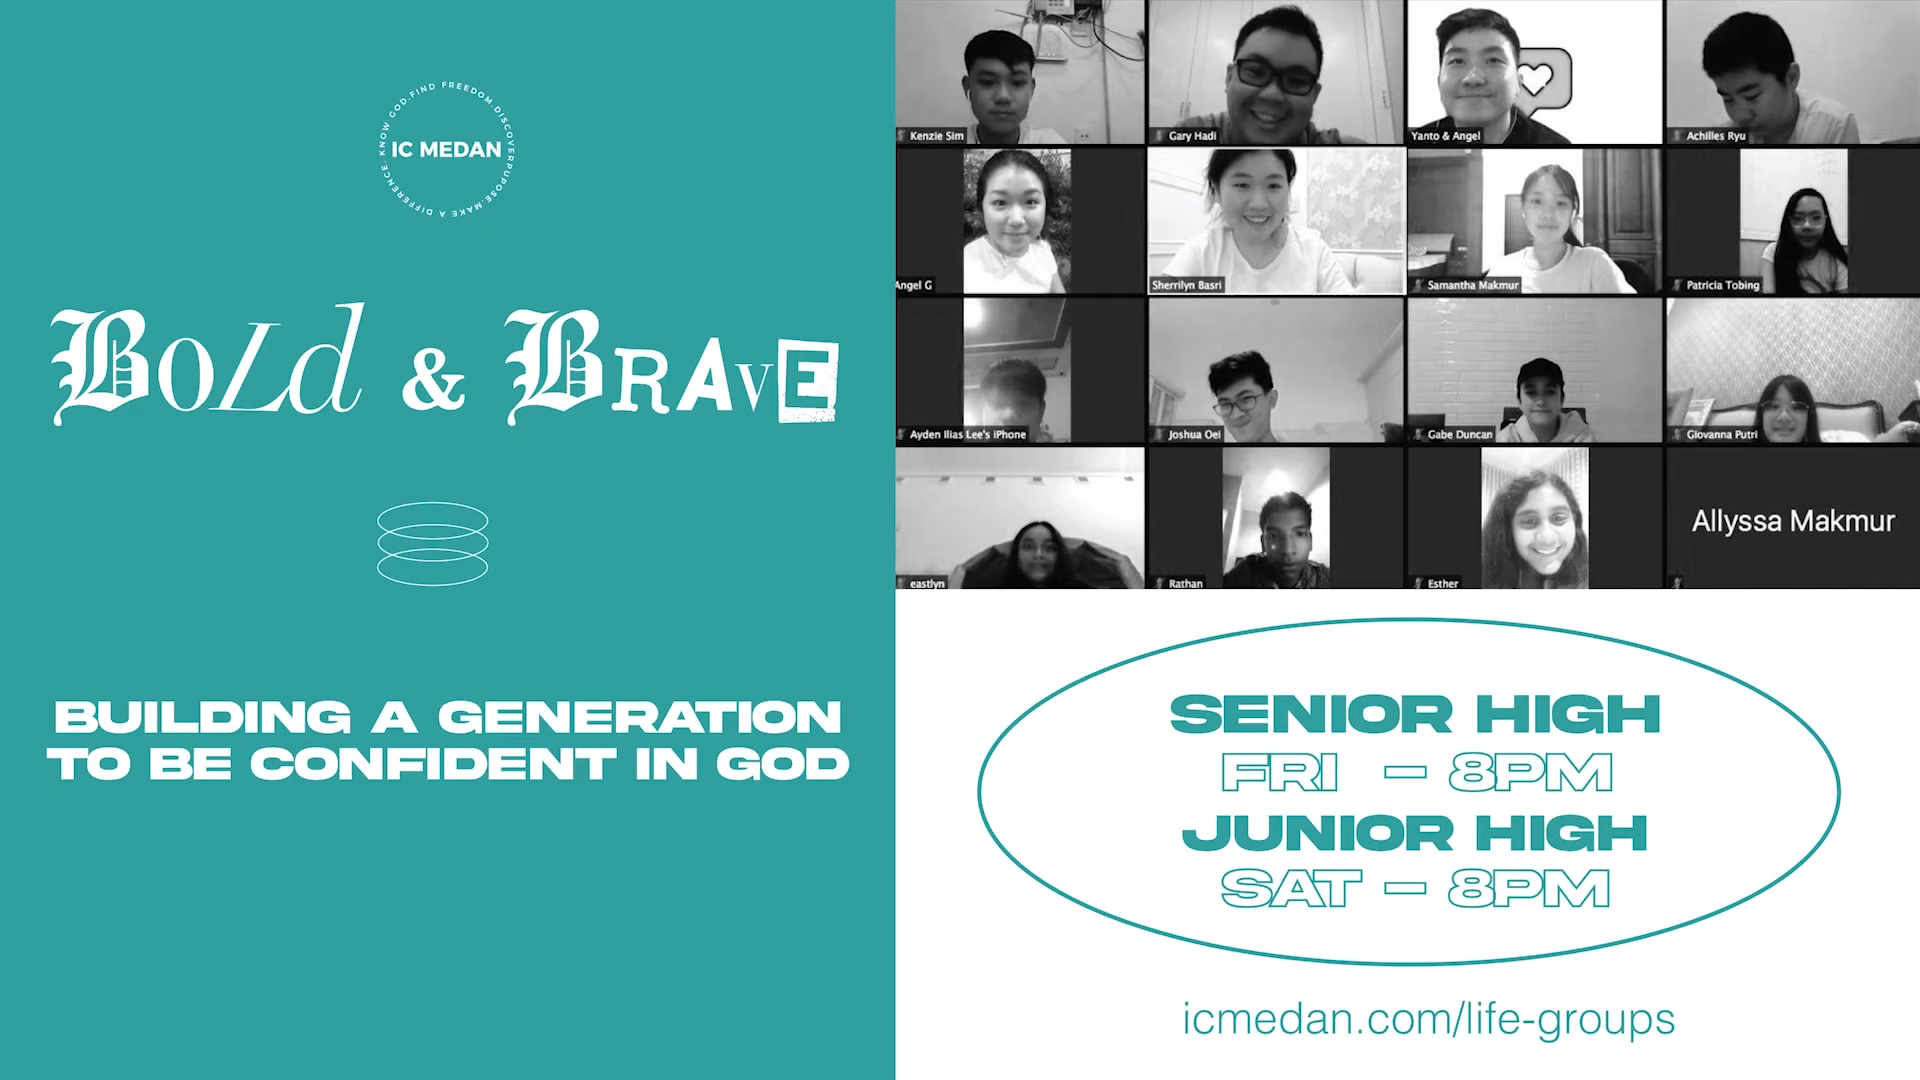 KNOW GOD.FIND FREEDOM.DISCOVERPUPOSE.MAKE A DIFFERENCE.
IC MEDAN
BoLd & BRAvE
BUILDING A GENERATION
TO BE CONFIDENT IN GOD
Kenzie Sim
Gary Hadi
Yanto & Angel
Achilles Ryu
Angel G
Sherrilyn Basri
Samantha Makmur
Patricia Tobing
Ayden Ilias Lee's iPhone
Joshua Oei
Gabe Duncan
Giovanna Putri
eastlyn
Rathan
Esther
Allyssa Makmur
SENIOR HIGH
FRI – 8PM
JUNIOR HIGH
SAT – 8PM
icmedan.com/life-groups